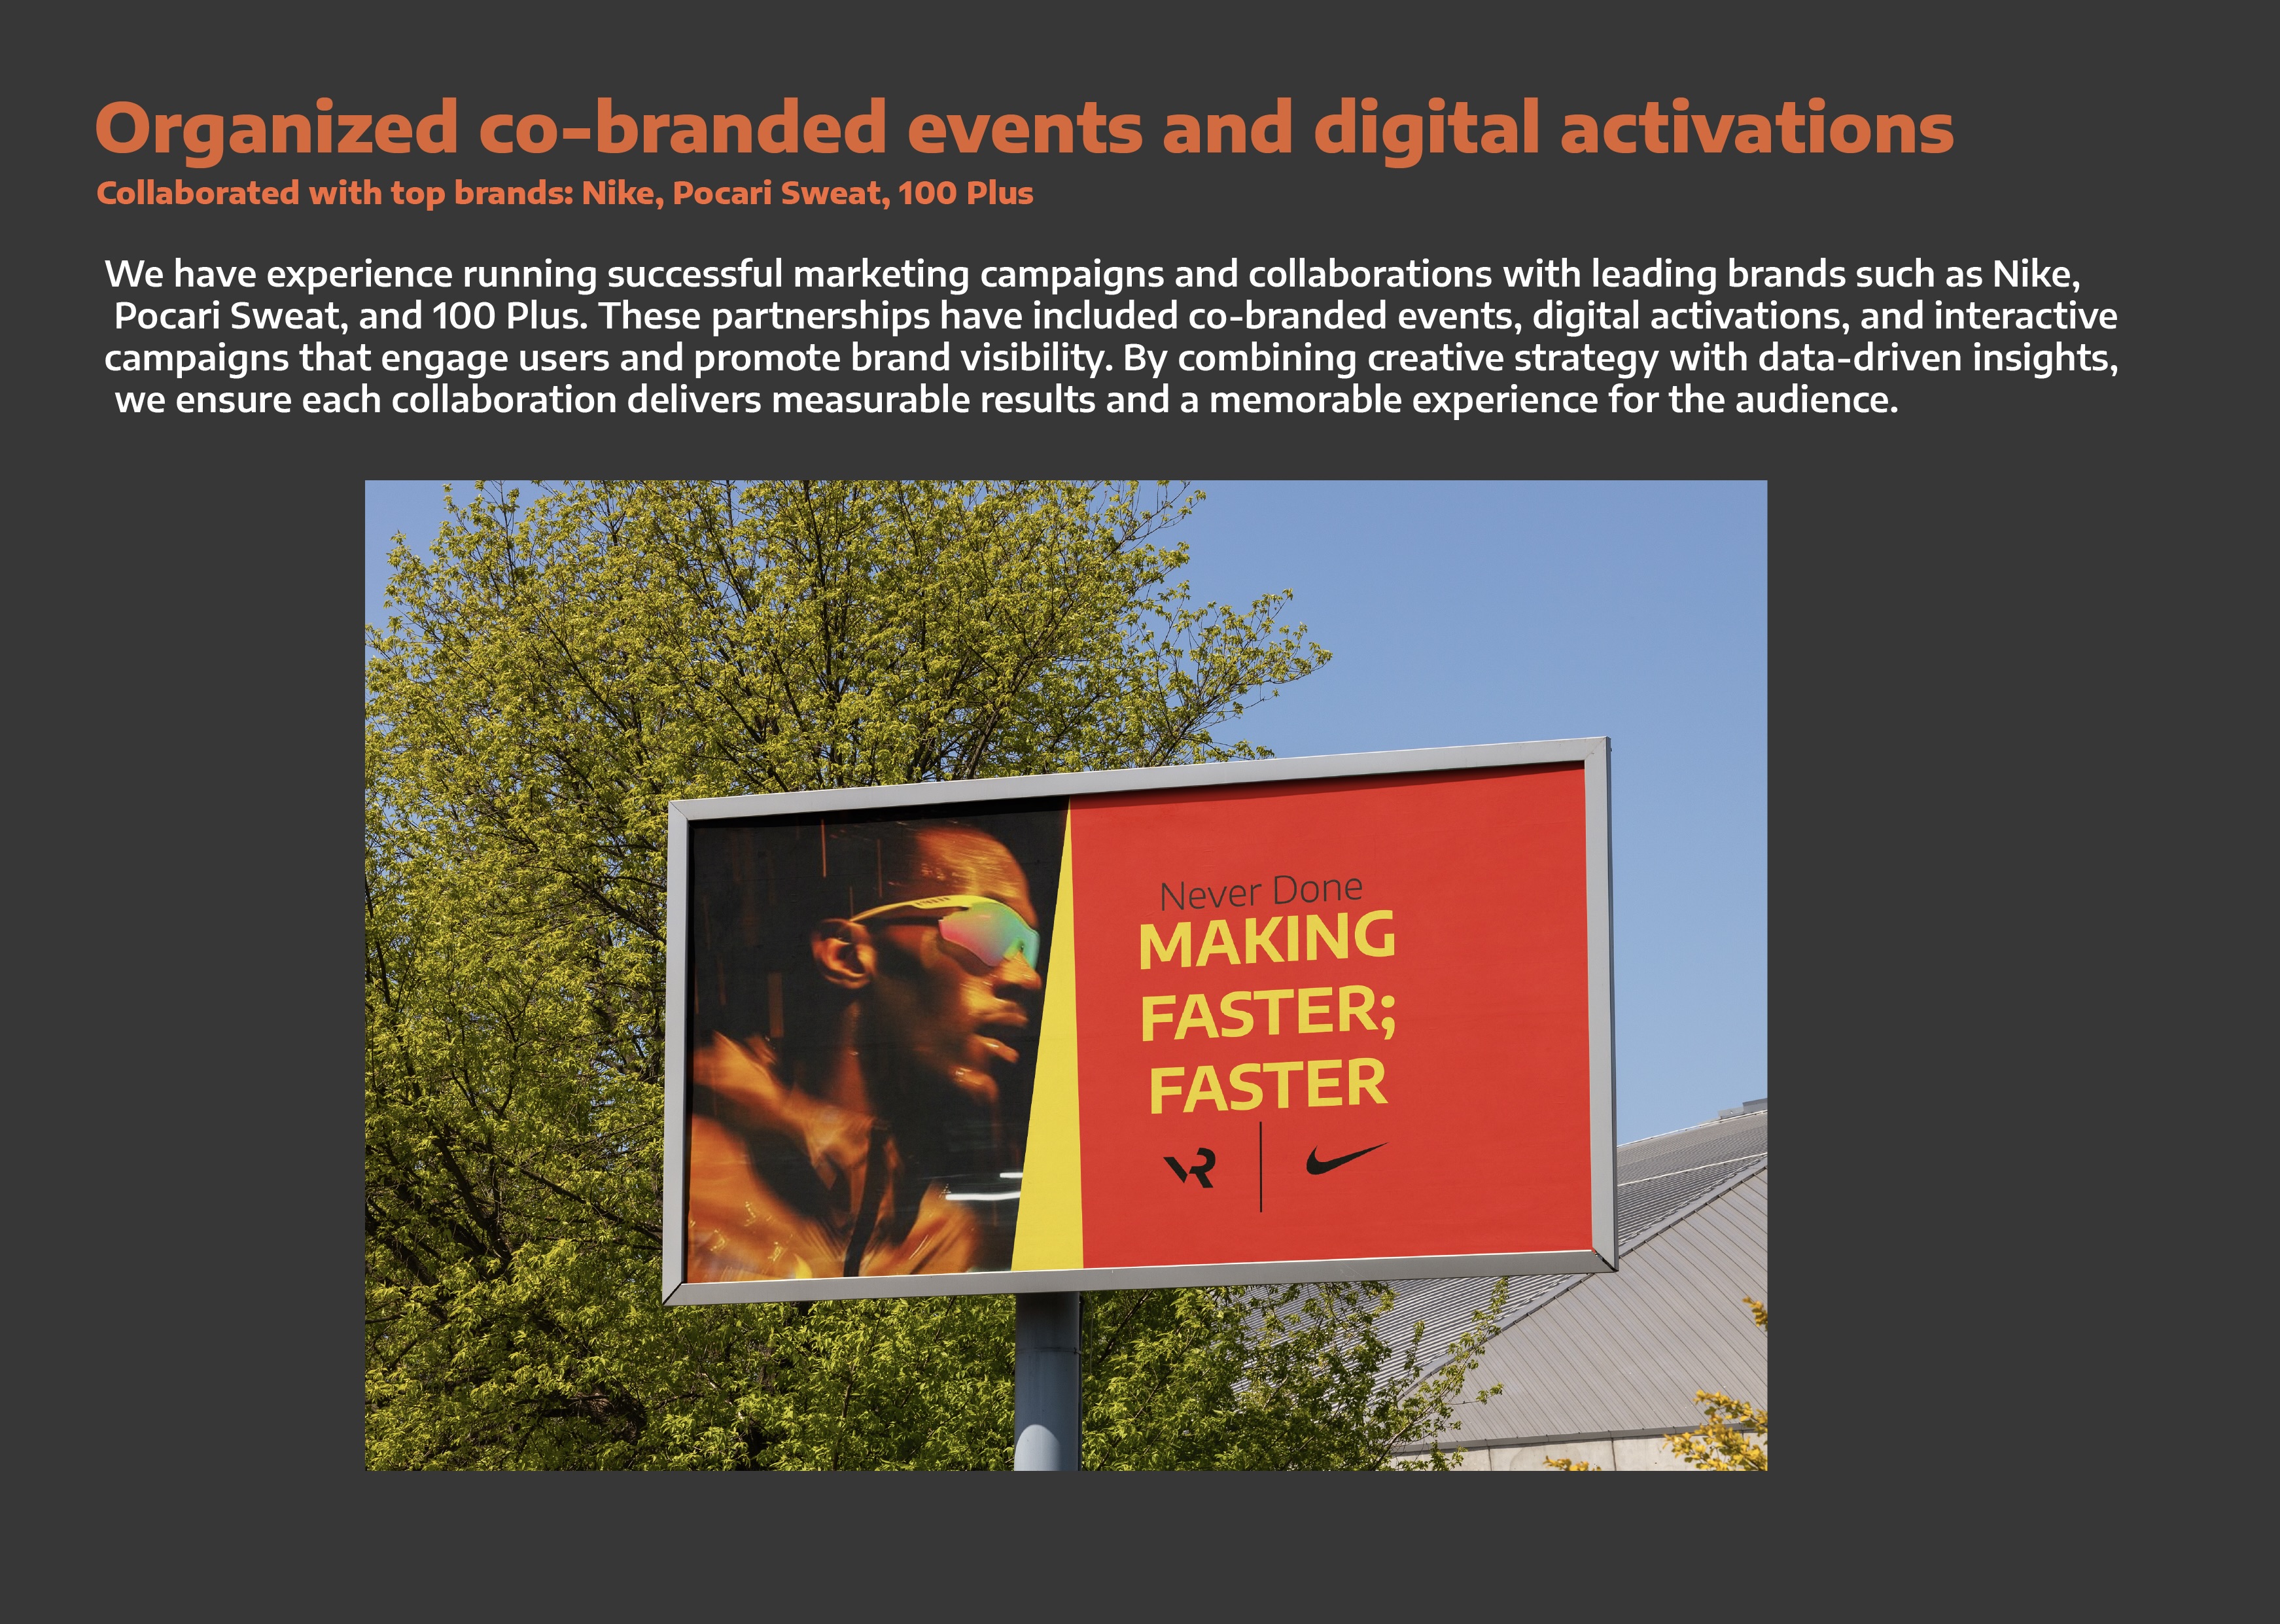 Organized co-branded events and digital activations
Collaborated with top brands: Nike, Pocari Sweat, 100 Plus
We have experience running successful marketing campaigns and collaborations with leading brands such as Nike,
Pocari Sweat, and 100 Plus. These partnerships have included co-branded events, digital activations, and interactive
campaigns that engage users and promote brand visibility. By combining creative strategy with data-driven insights,
we ensure each collaboration delivers measurable results and a memorable experience for the audience.
Never Done
MAKING
FASTER;
FASTER
VR